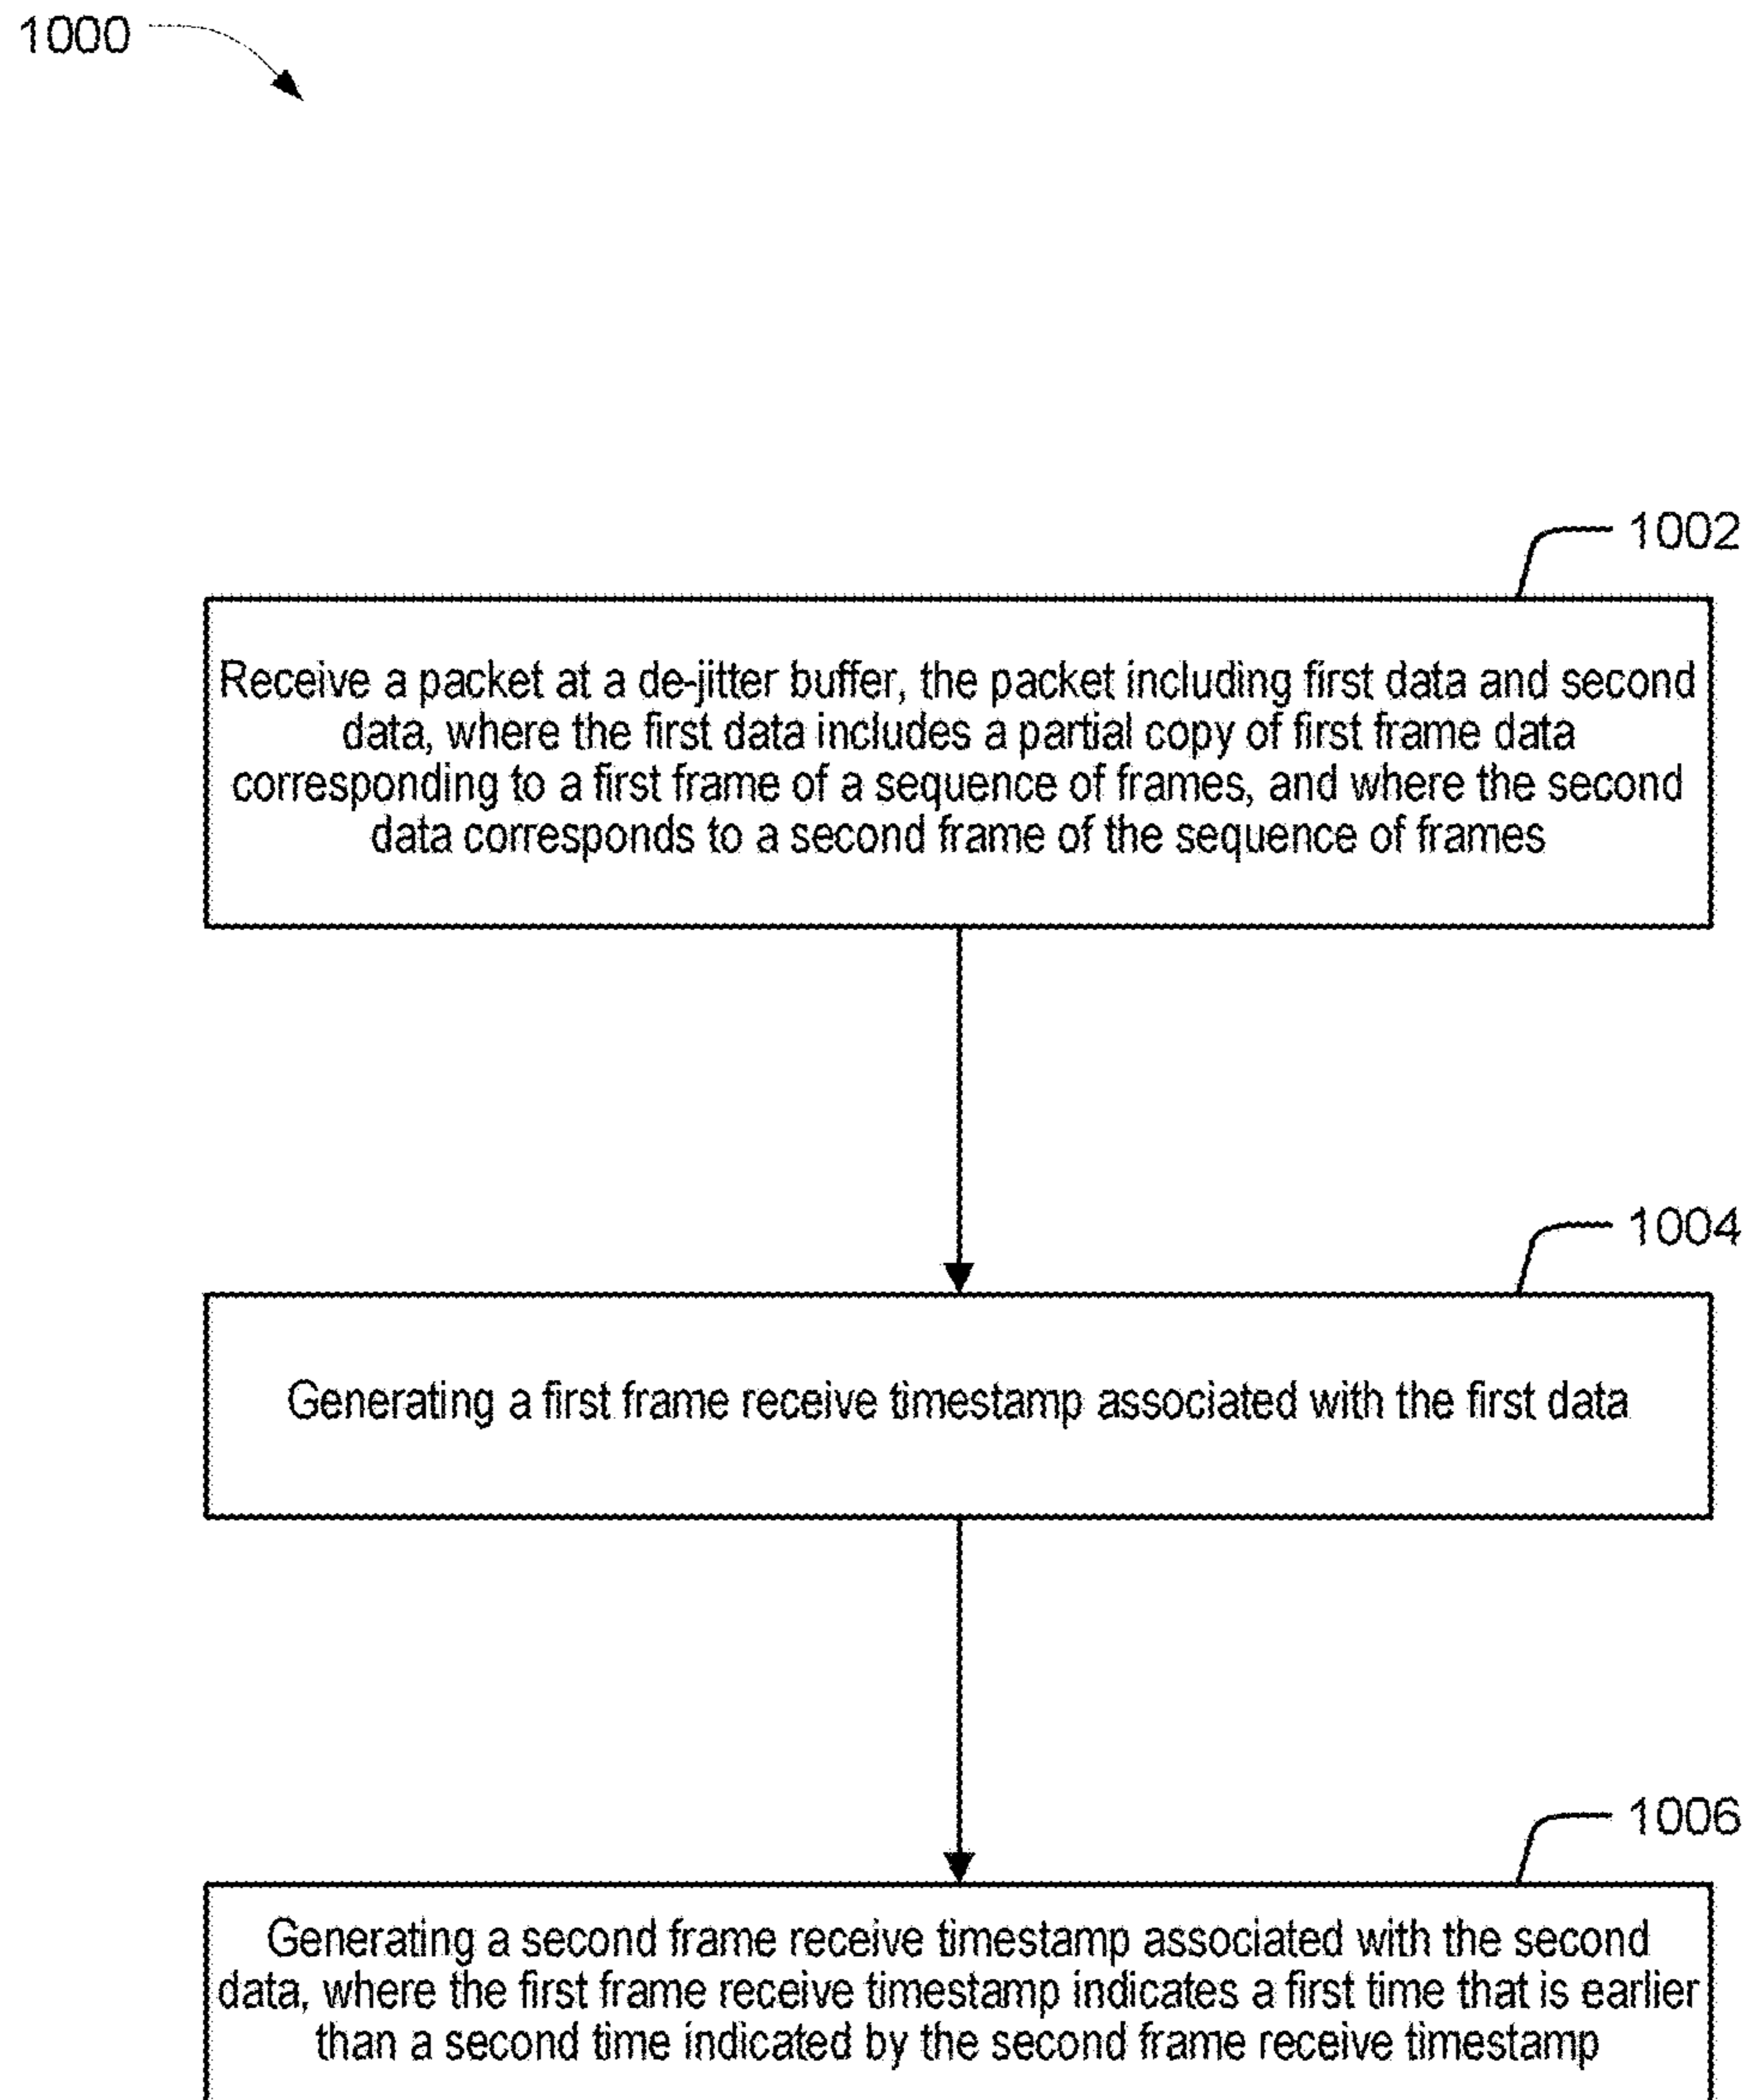 1000
1002
Receive a packet at a de-jitter buffer, the packet including first data and second
data, where the first data includes a partial copy of first frame data
corresponding to a first frame of a sequence of frames, and where the second
data corresponds to a second frame of the sequence of frames
1004
Generating a first frame receive timestamp associated with the first data
1006
Generating a second frame receive timestamp associated with the second
data, where the first frame receive timestamp indicates a first time that is earlier
than a second time indicated by the second frame receive timestamp